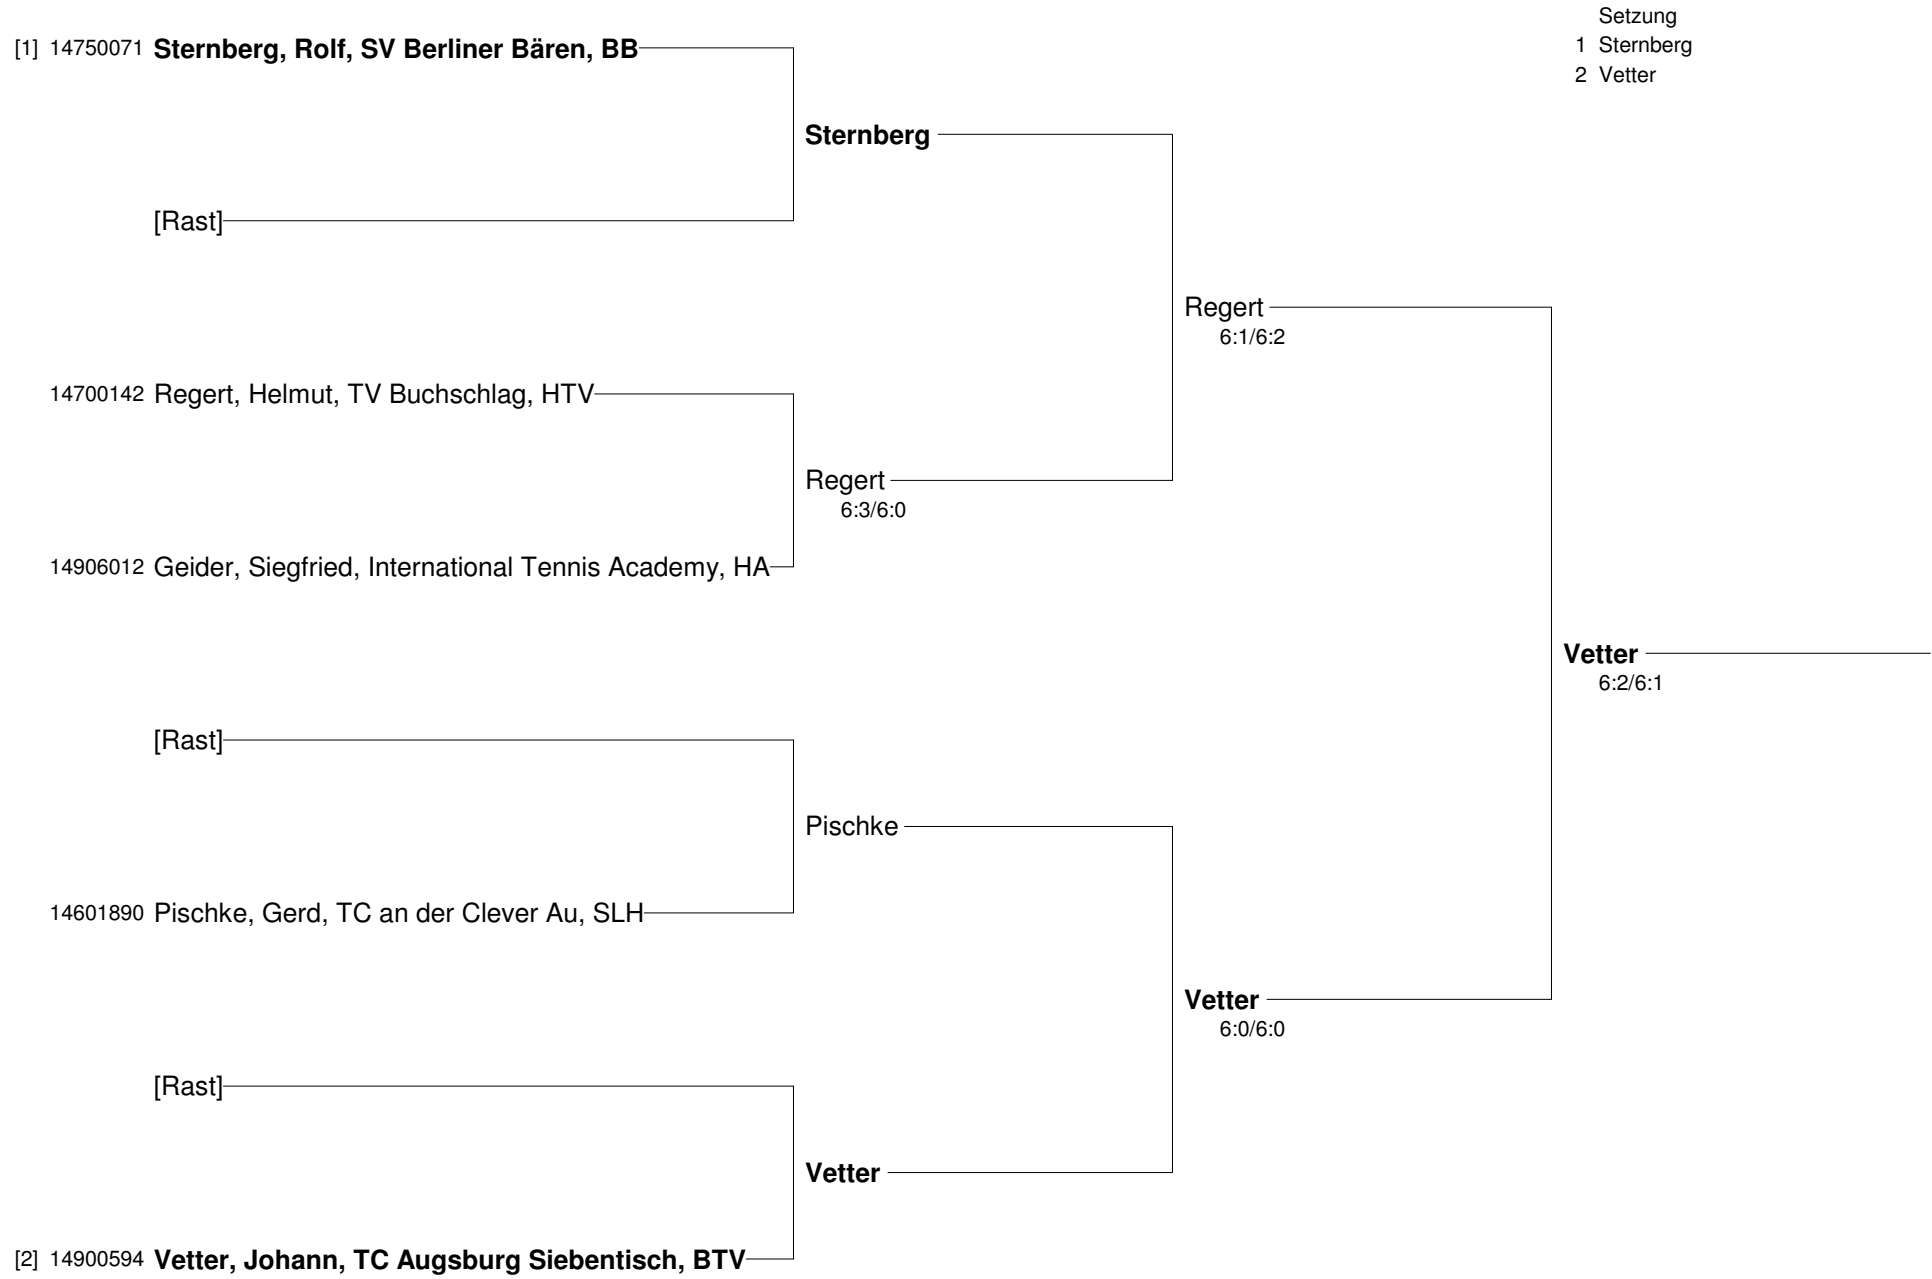 Setzung
1 Sternberg
2 Vetter
[1] 14750071 Sternberg, Rolf, SV Berliner Bären, BB
Sternberg
[Rast]
Regert
6:1/6:2
14700142 Regert, Helmut, TV Buchschlag, HTV
Regert
6:3/6:0
14906012 Geider, Siegfried, International Tennis Academy, HA
Vetter
6:2/6:1
[Rast]
Pischke
14601890 Pischke, Gerd, TC an der Clever Au, SLH
Vetter
6:0/6:0
[Rast]
Vetter
[2] 14900594 Vetter, Johann, TC Augsburg Siebentisch, BTV